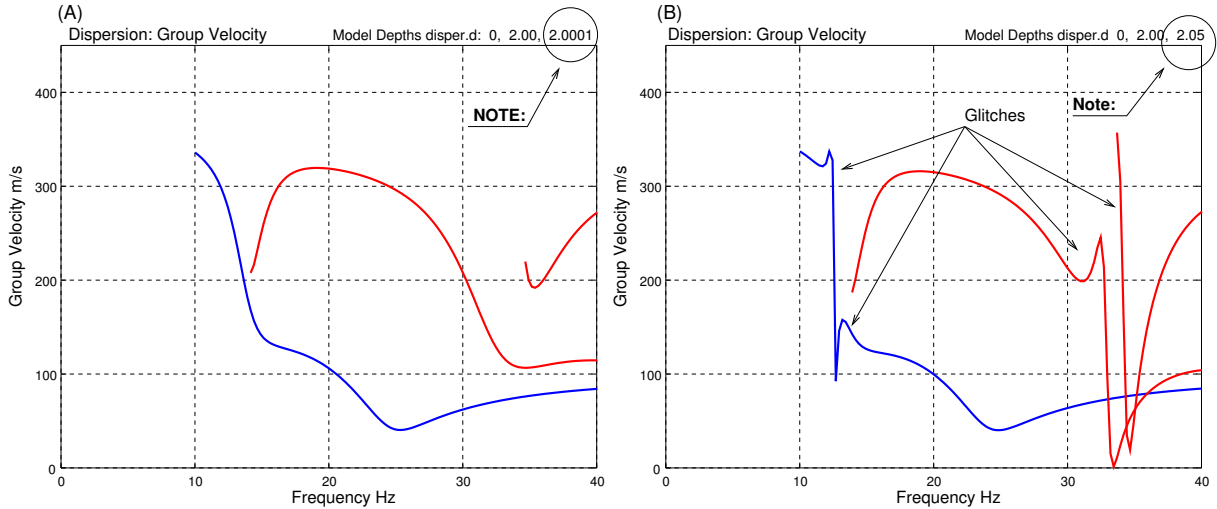 (A)
Dispersion: Group Velocity
Model Depths disper.d: 0, 2.00, 2.0001
NOTE:
400
300
200
100
0
Group Velocity m/s
0
10
20
30
40
Frequency Hz
(B)
Dispersion: Group Velocity
Model Depths disper.d 0, 2.00, 2.05
Note:
Glitches
400
300
200
100
0
Group Velocity m/s
0
10
20
30
40
Frequency Hz